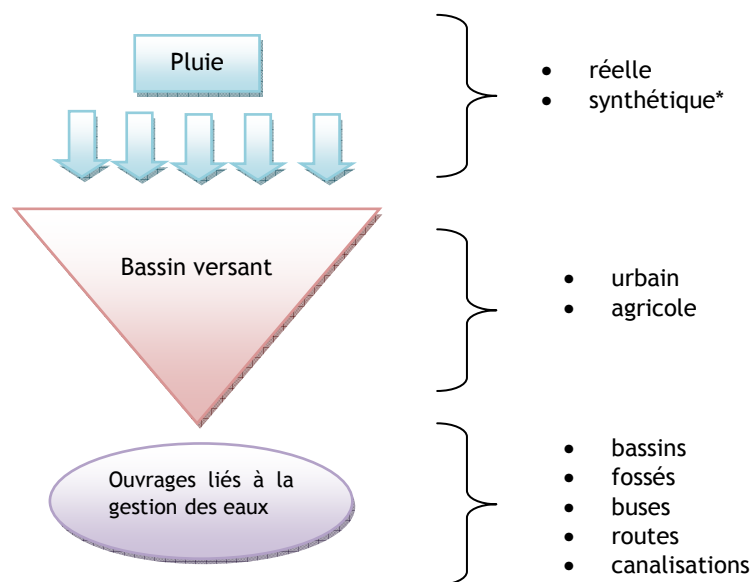 Pluie
• réelle
• synthétique*
Bassin versant
• urbain
• agricole
Ouvrages liés à la
gestion des eaux
• bassins
• fossés
• buses
• routes
• canalisations